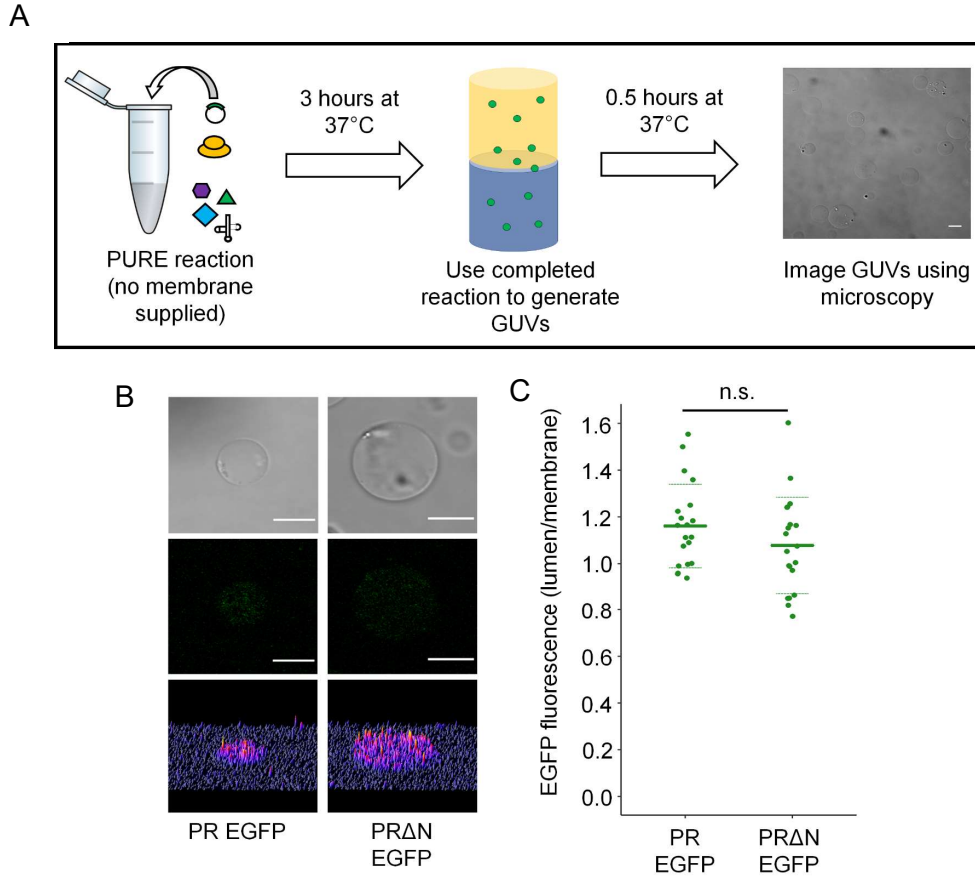 A
3 hours at
37°C
0.5 hours at
37°C
PURE reaction
(no membrane
supplied)
Use completed
reaction to generate
GUVs
Image GUVs using
microscopy
B
PR EGFP
PRΔN
EGFP
C
n.s.
EGFP fluorescence (lumen/membrane)
1.6
1.4
1.2
1.0
0.8
0.6
0.4
0.2
0.0
PR
EGFP
PRΔN
EGFP